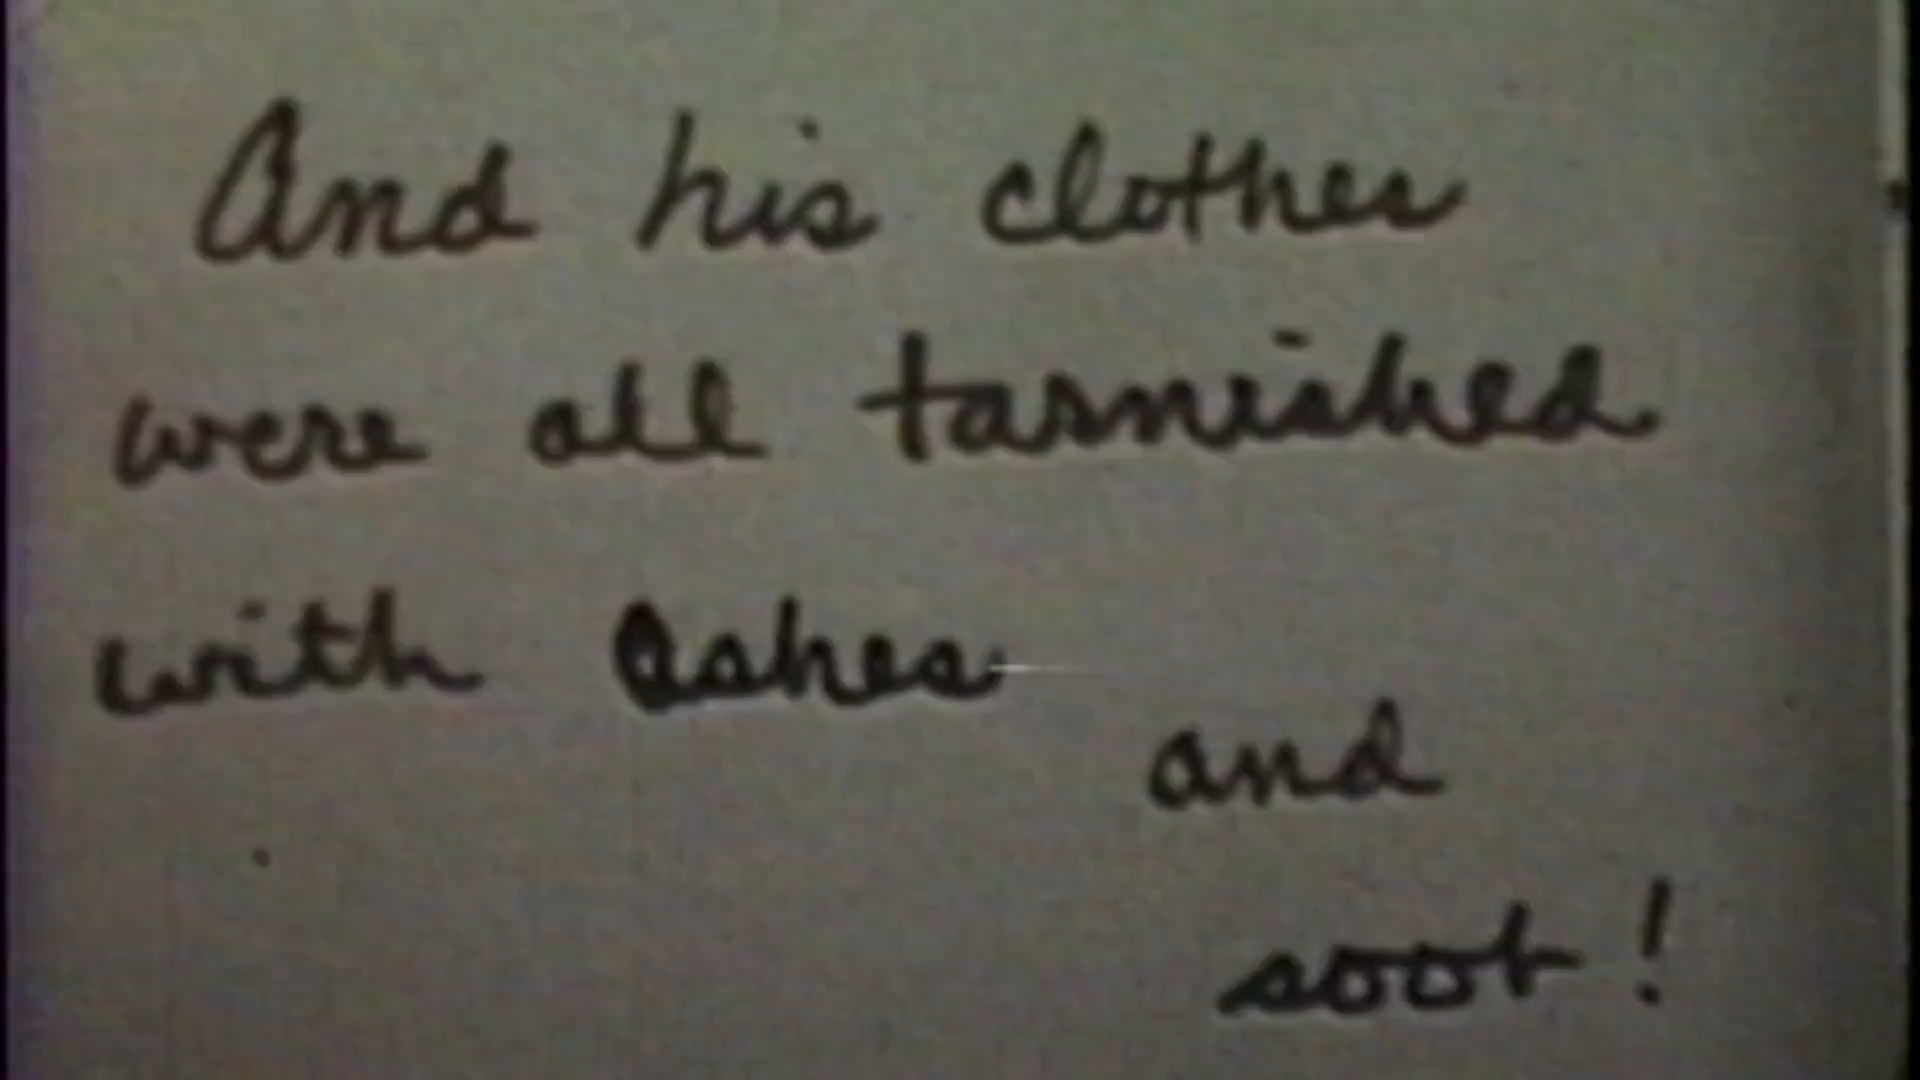 And his clothes
were all tarnished
with Ashes
and
soot!